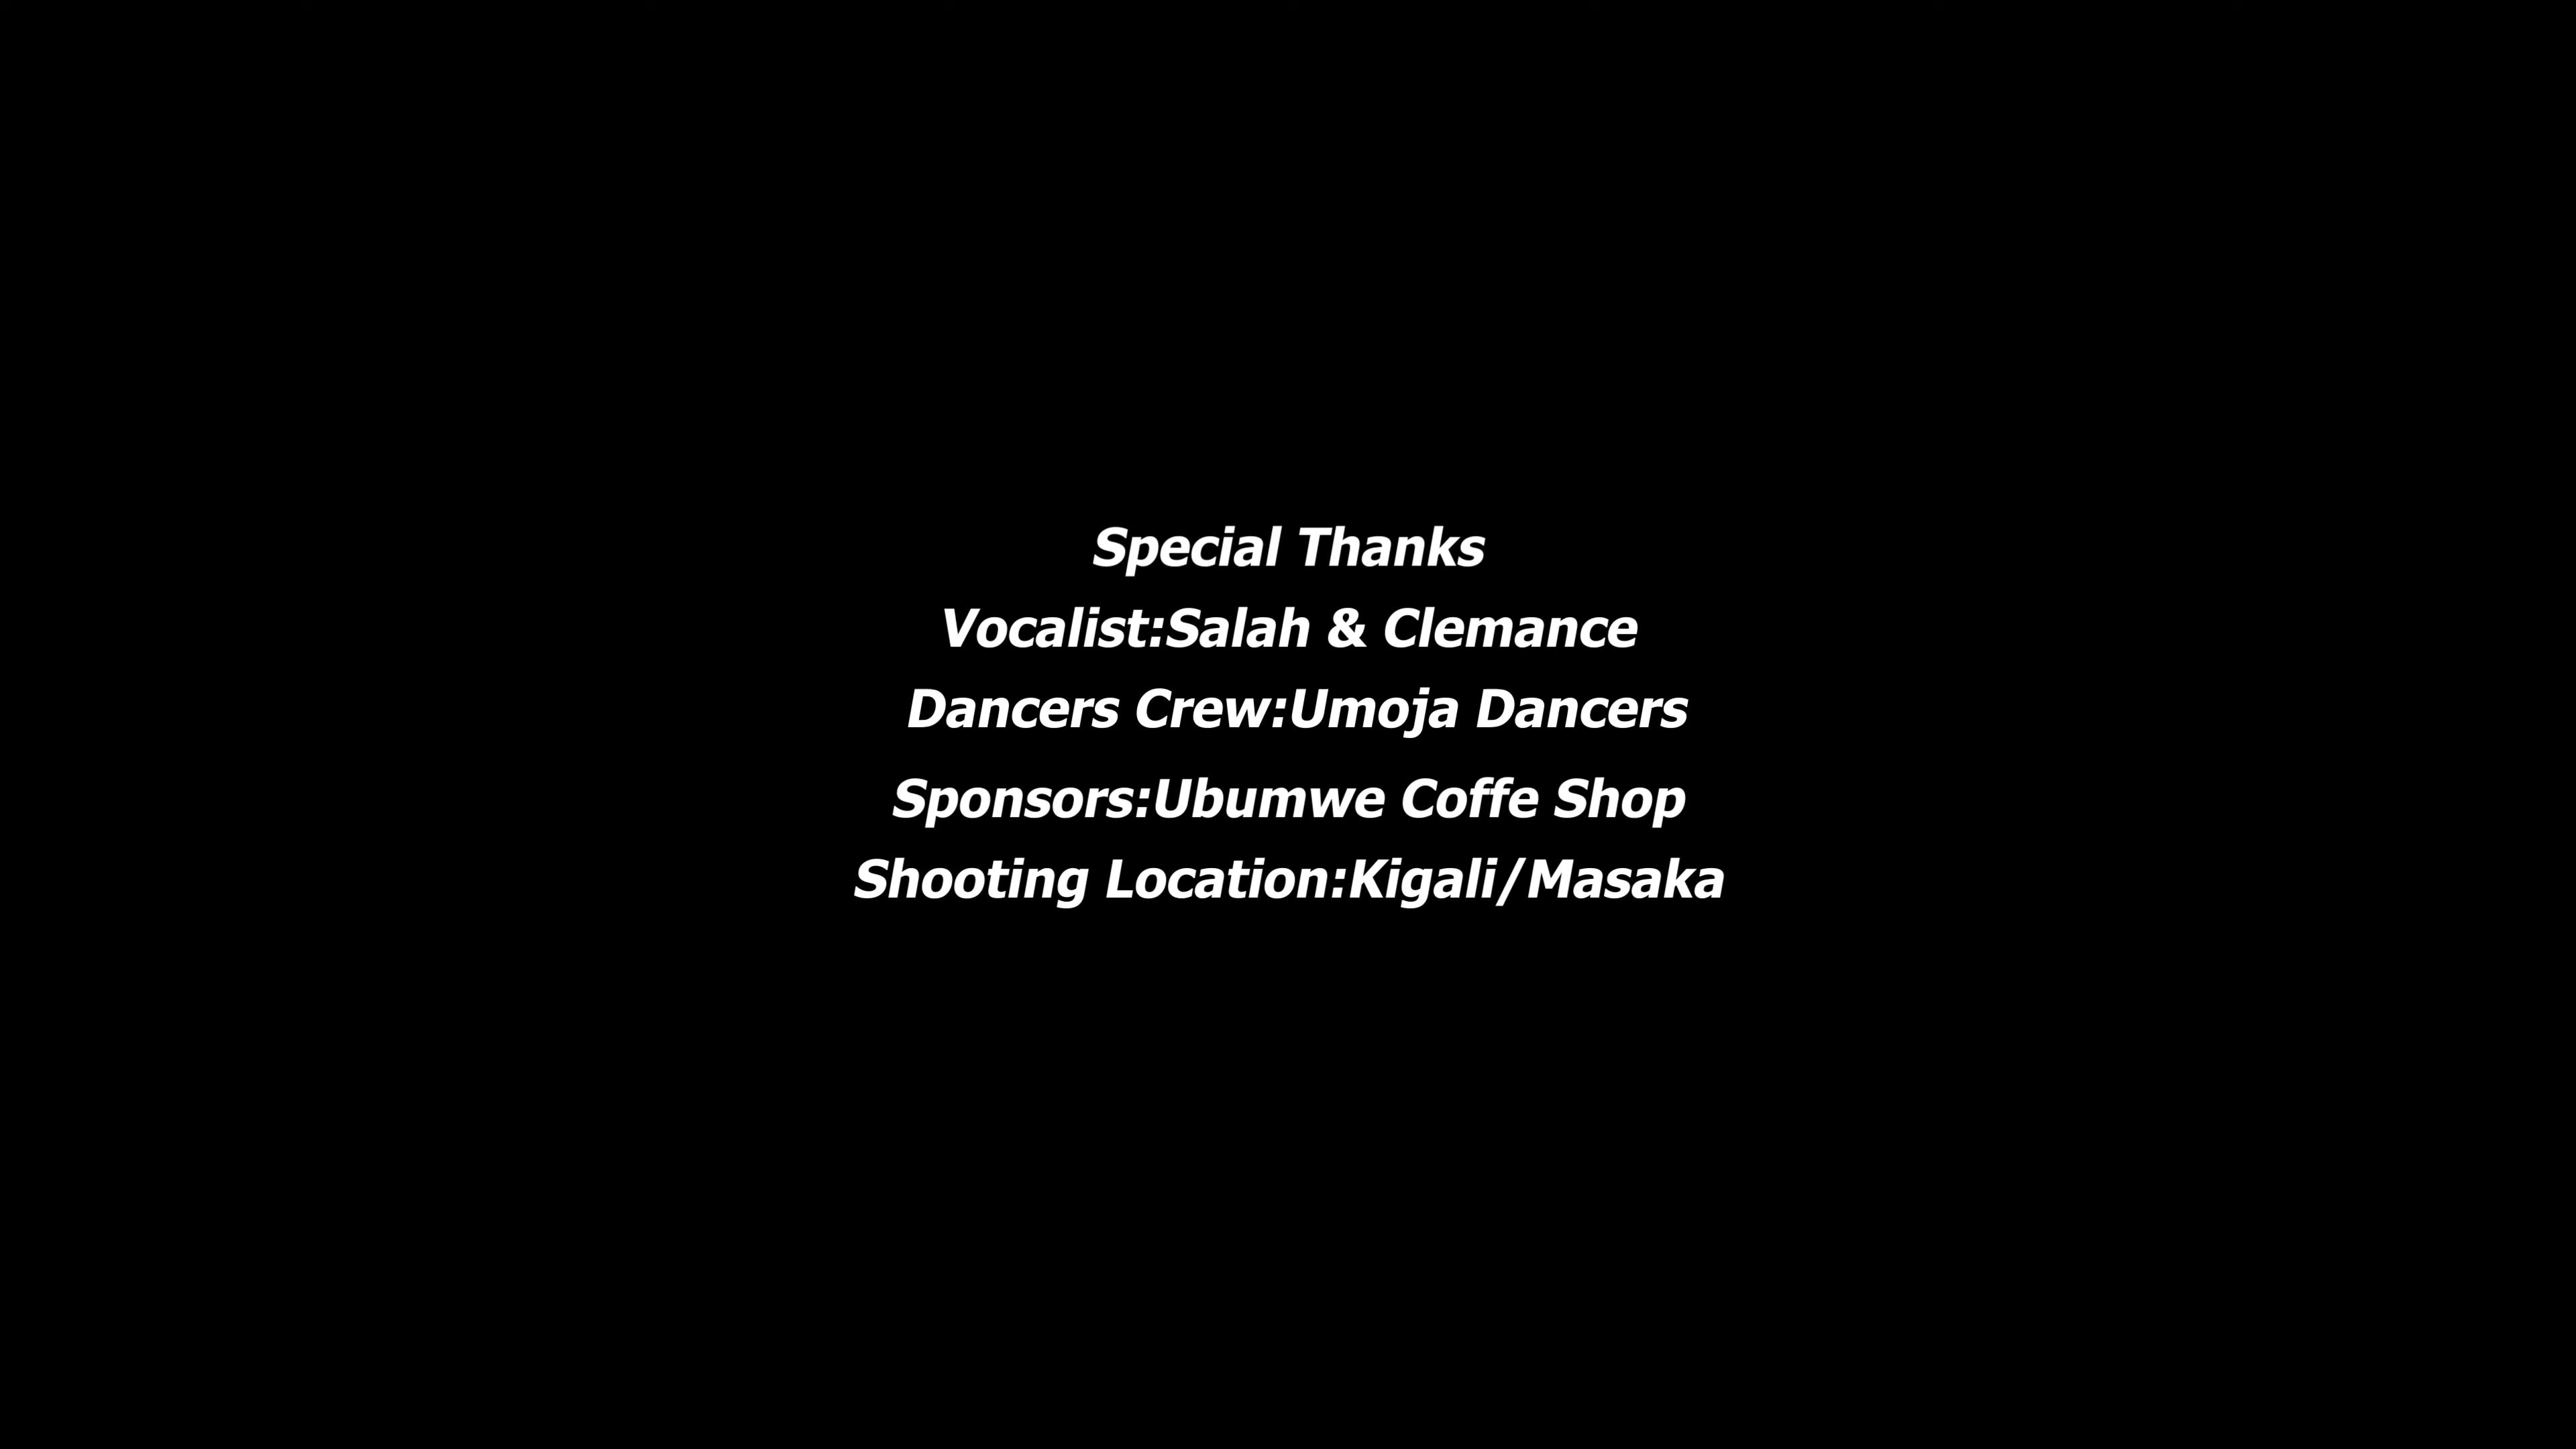 Special Thanks
Vocalist:Salah & Clemance
Dancers Crew:Umoja Dancers
Sponsors:Ubumwe Coffe Shop
Shooting Location:Kigali/Masaka